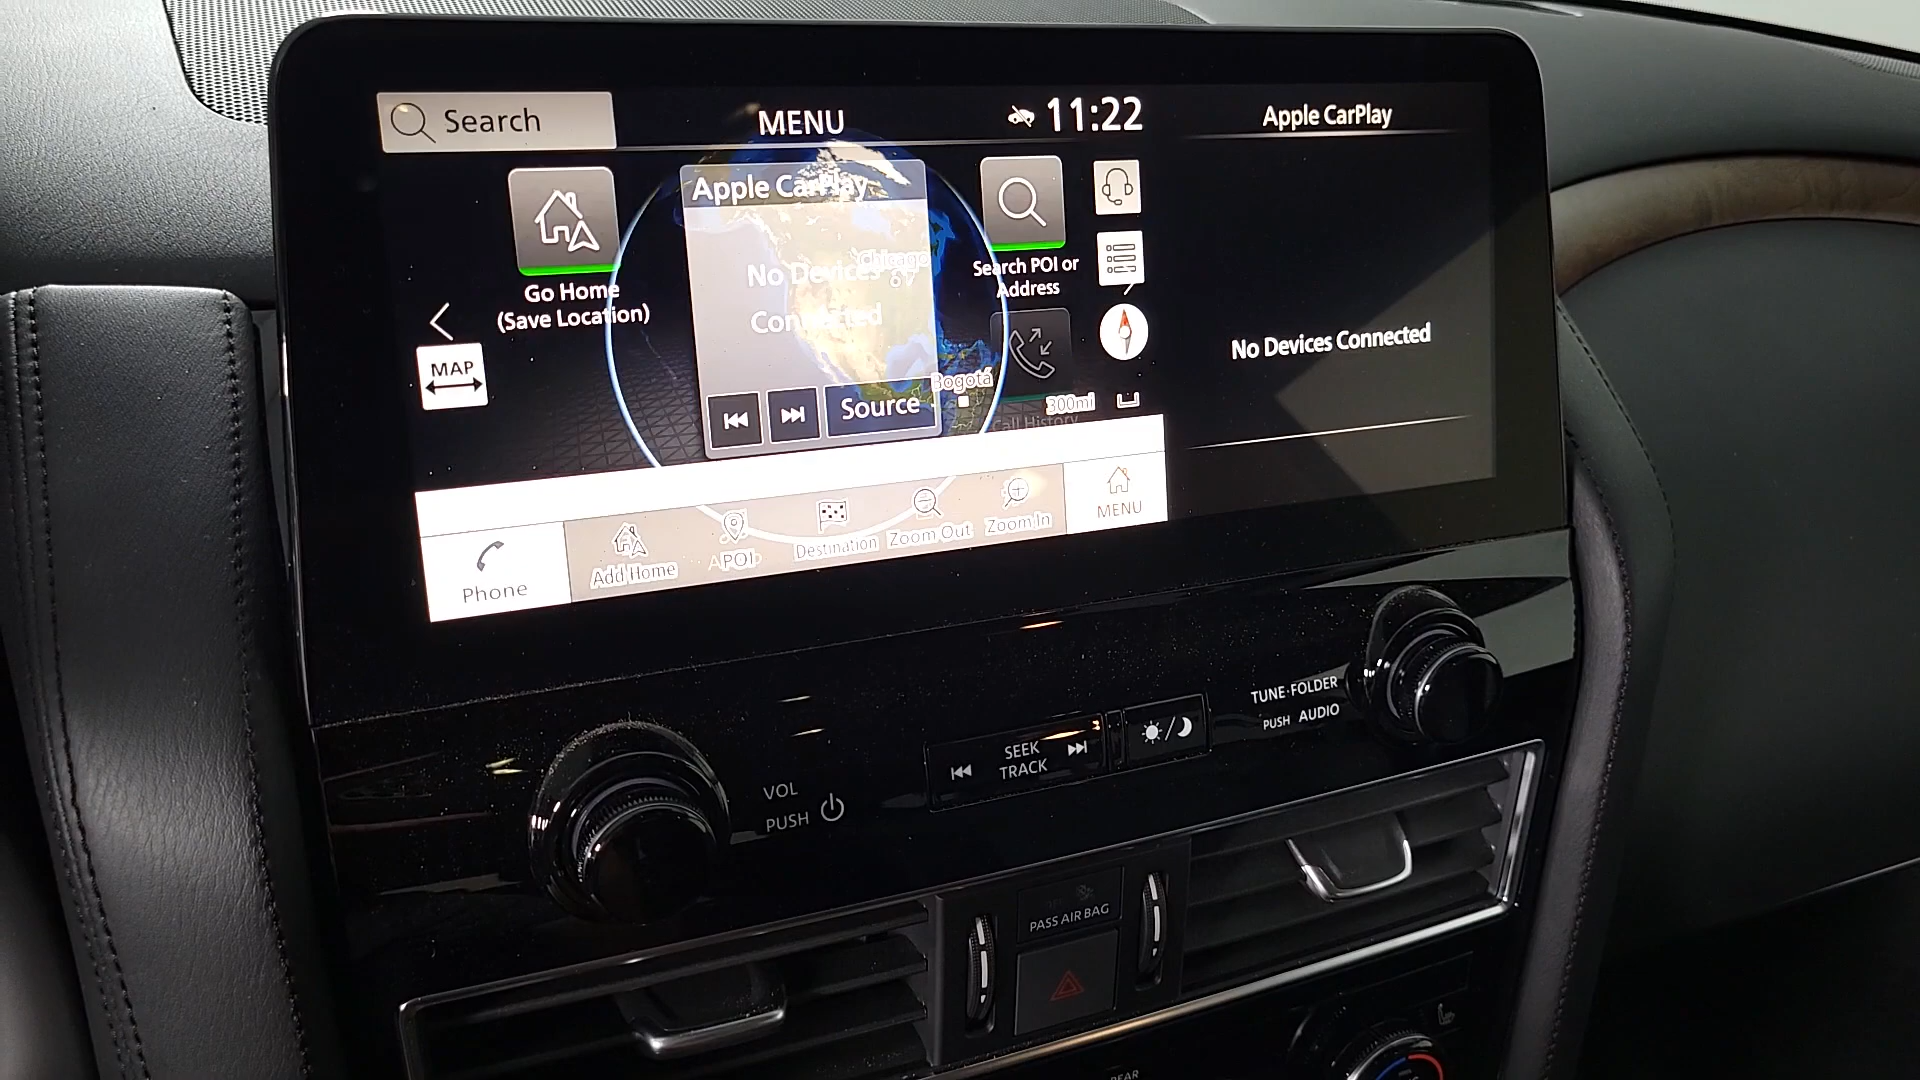 Search
MENU
11:22
Apple CarPlay
Apple CarPlay
Go Home
(Save Location)
No Devices
Connected
Chicago
Search POI or
Address
No Devices Connected
MAP
Bogotá
300mi
Source
Call History
Phone
Add Home
POI
Destination
Zoom Out
Zoom In
MENU
VOL
PUSH
SEEK
TRACK
TUNE·FOLDER
PUSH AUDIO
PASS AIR BAG
REAR